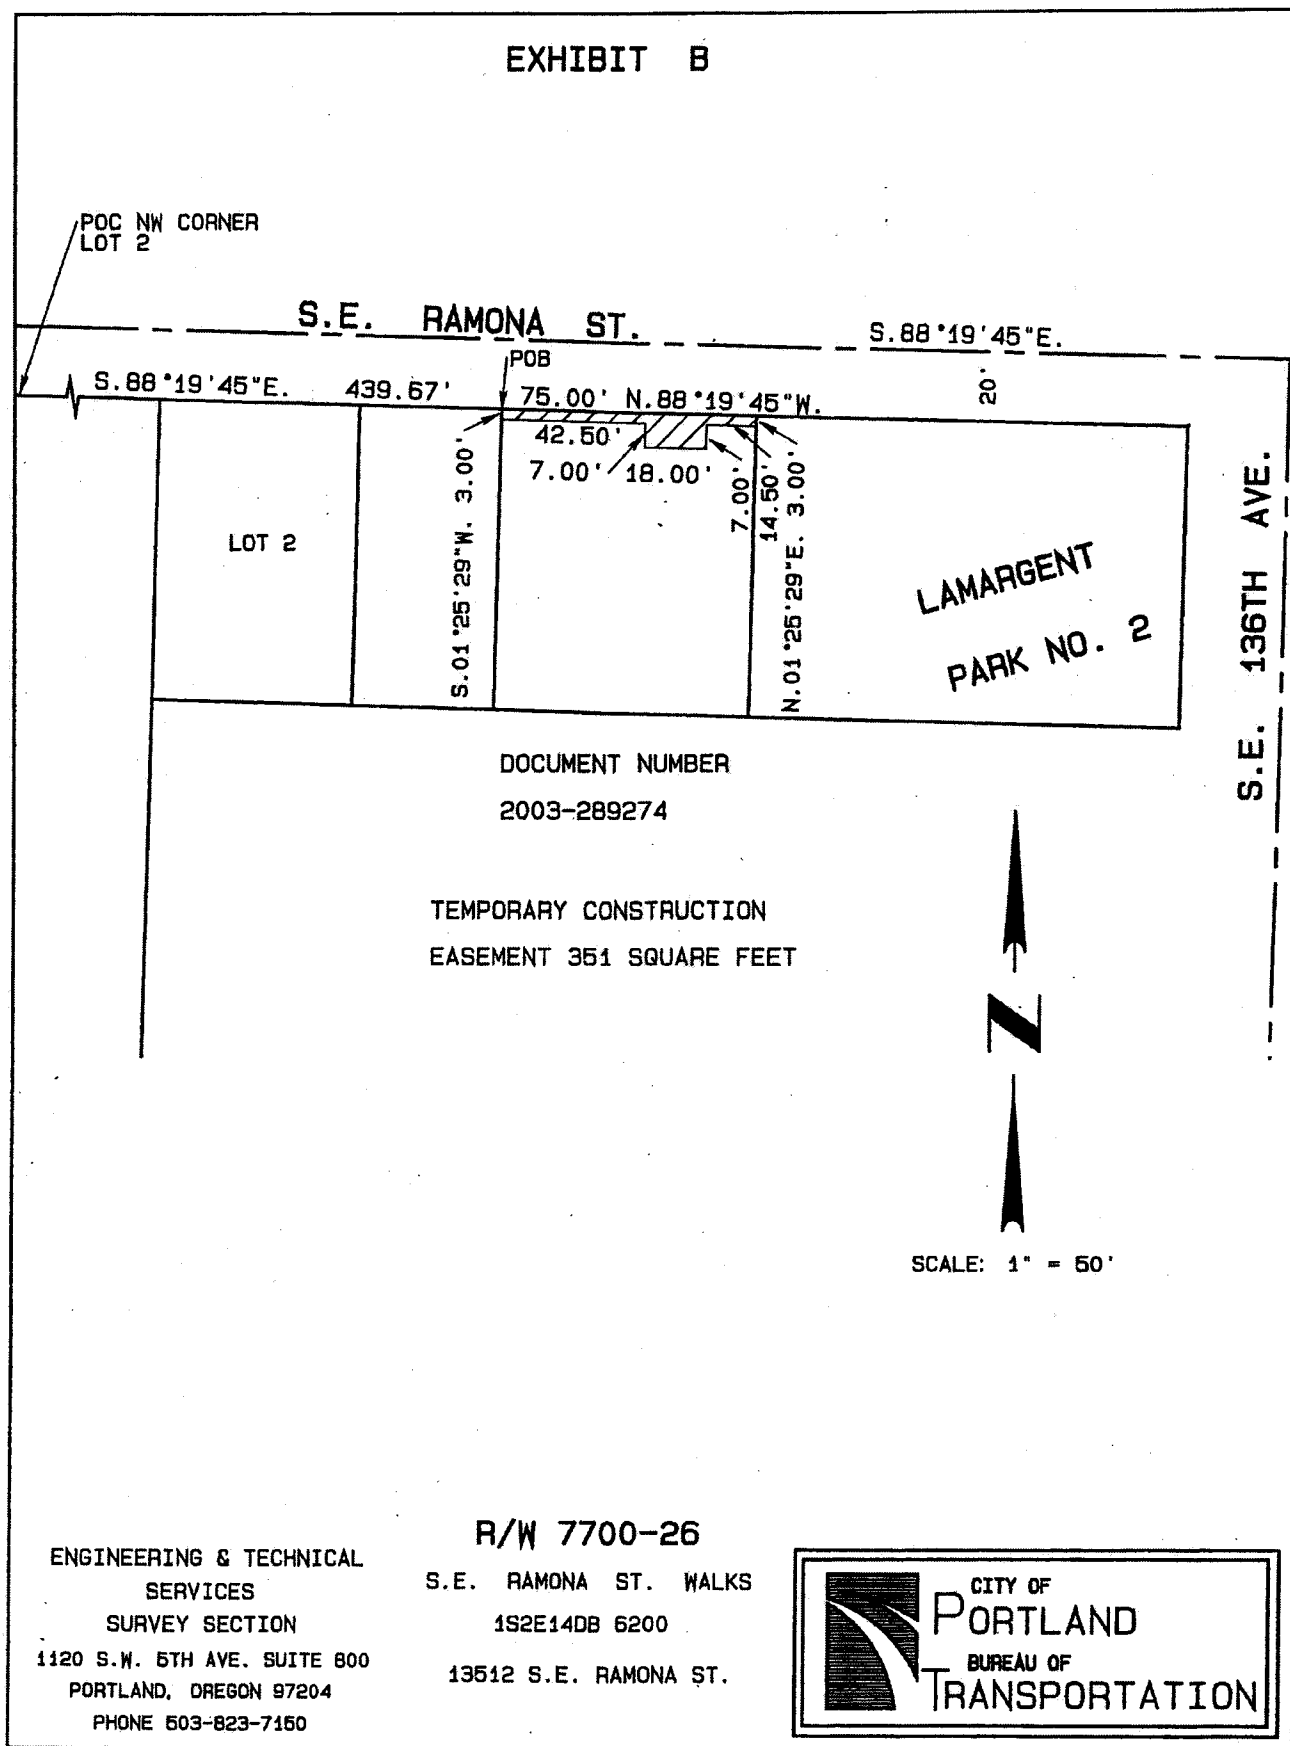 EXHIBIT B
POC NW CORNER
LOT 2
S.E. RAMONA ST.
S.88°19'45"E.
POB
20'
S.88°19'45"E. 439.67'
75.00' N.88°19'45"W.
42.50'
7.00' 18.00'
7.00'
14.50'
S.01°25'29"W. 3.00'
N.01°25'29"E. 3.00'
LOT 2
LAMARGENT
PARK NO. 2
S.E. 136TH AVE.
DOCUMENT NUMBER
2003-289274
TEMPORARY CONSTRUCTION
EASEMENT 351 SQUARE FEET
N
SCALE: 1" = 50'
R/W 7700-26
S.E. RAMONA ST. WALKS
1S2E14DB 6200
13512 S.E. RAMONA ST.
ENGINEERING & TECHNICAL
SERVICES
SURVEY SECTION
1120 S.W. 5TH AVE. SUITE 800
PORTLAND, OREGON 97204
PHONE 503-823-7150
CITY OF
PORTLAND
BUREAU OF
TRANSPORTATION